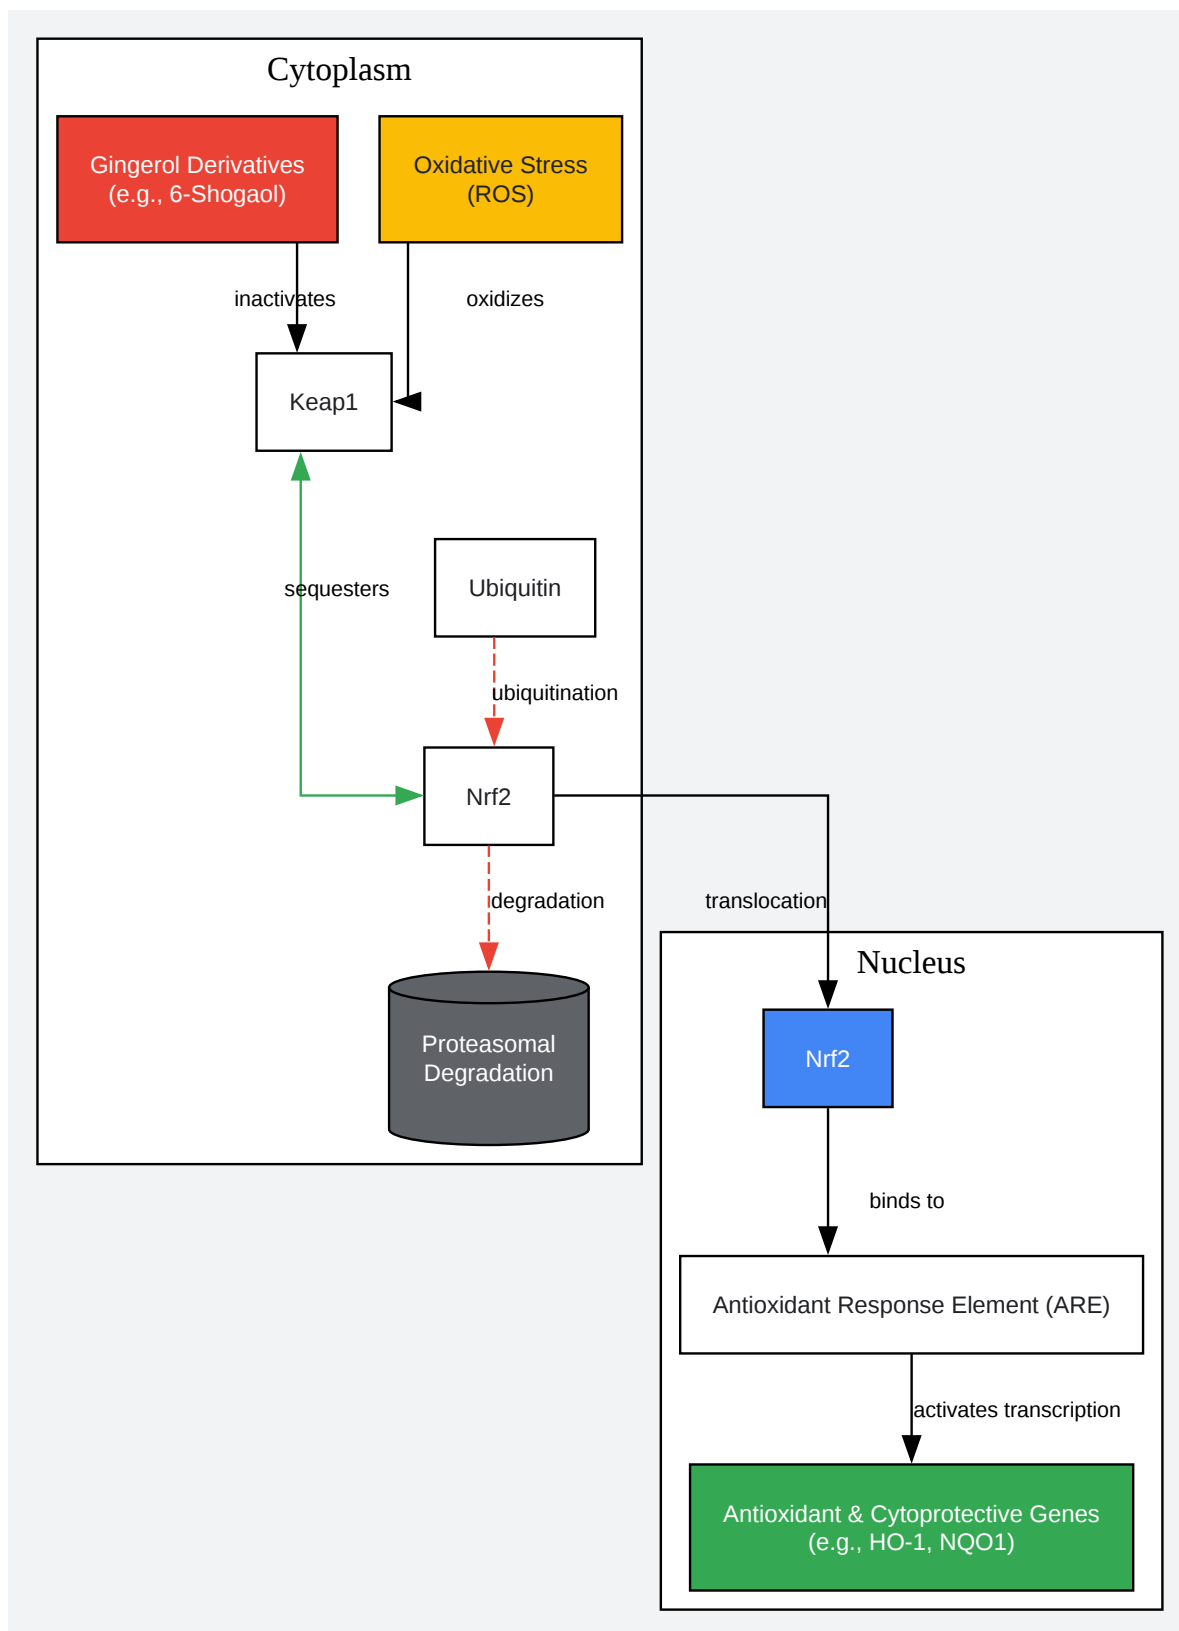 Cytoplasm
Gingerol Derivatives
(e.g., 6-Shogaol)
Oxidative Stress
(ROS)
inactivates
oxidizes
Keap1
sequesters
Ubiquitin
ubiquitination
Nrf2
degradation
translocation
Proteasomal
Degradation
Nucleus
Nrf2
binds to
Antioxidant Response Element (ARE)
activates transcription
Antioxidant & Cytoprotective Genes
(e.g., HO-1, NQO1)